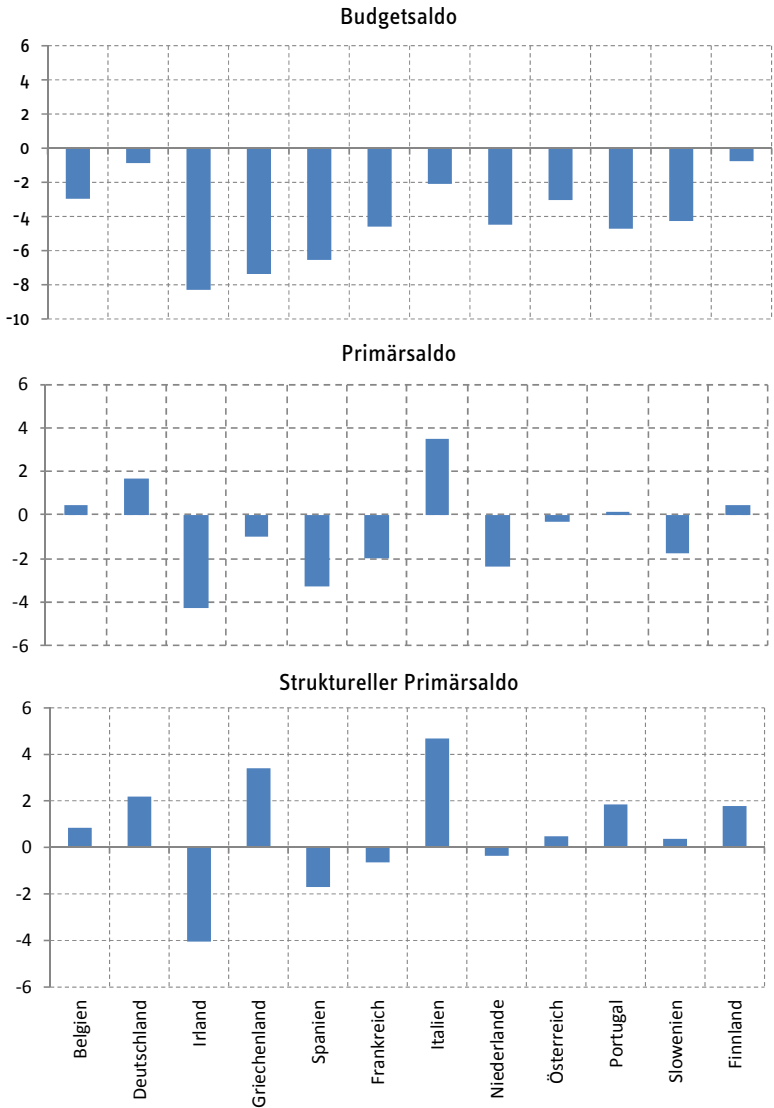 Budgetsaldo
6
4
2
0
-2
-4
-6
-8
-10
Primärsaldo
6
4
2
0
-2
-4
-6
Struktureller Primärsaldo
6
4
2
0
-2
-4
-6
Belgien
Deutschland
Irland
Griechenland
Spanien
Frankreich
Italien
Niederlande
Österreich
Portugal
Slowenien
Finnland